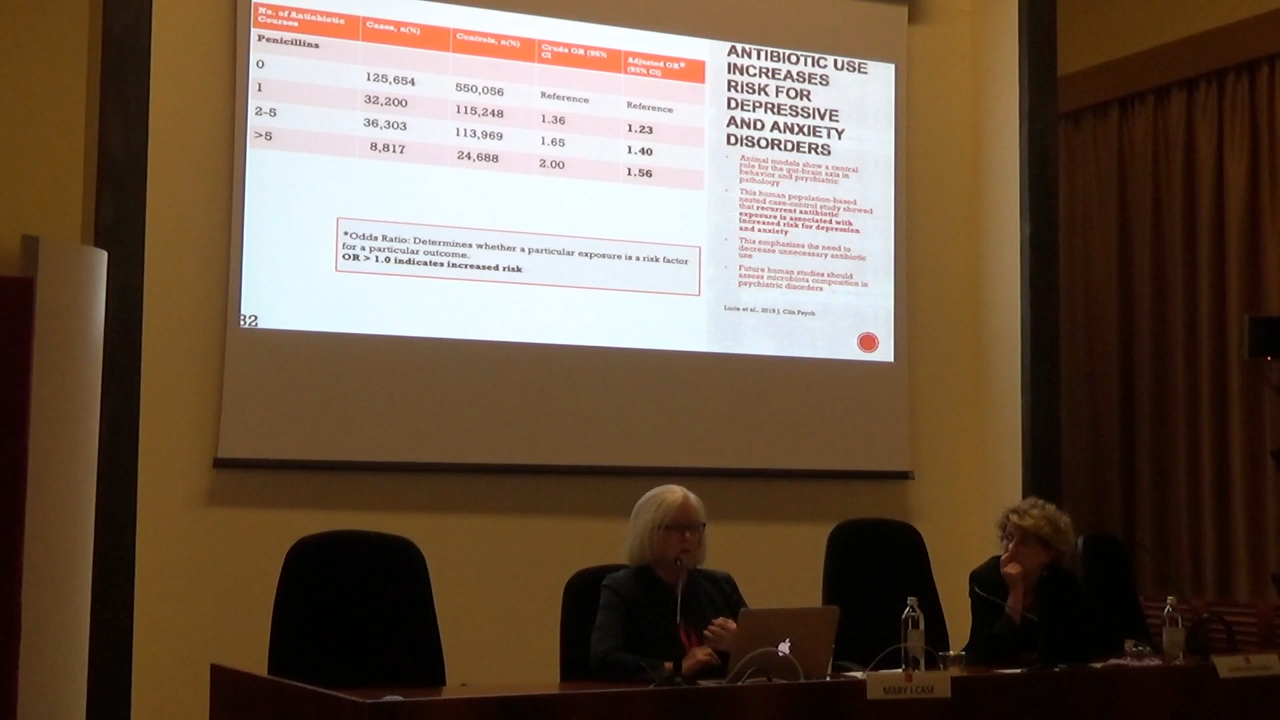 No. of Antibiotic Courses Cases, n(%) Controls, n(%) Crude OR (95% CI Adjusted OR* (95% CI)
Penicillins
0 125,654 550,056 Reference Reference
1 32,200 115,248 1.36 1.23
2-5 36,303 113,969 1.65 1.40
>5 8,817 24,688 2.00 1.56
*Odds Ratio: Determines whether a particular exposure is a risk factor
for a particular outcome.
OR > 1.0 indicates increased risk
32
ANTIBIOTIC USE
INCREASES
RISK FOR
DEPRESSIVE
AND ANXIETY
DISORDERS
Animal models show a central
role for the gut-brain axis in
behavior and psychiatric
pathology
This human population-based
nested case-control study showed
that recurrent antibiotic
exposure is associated with
increased risk for depression
and anxiety
This emphasizes the need to
decrease unnecessary antibiotic
use
Future human studies should
assess microbiota composition in
psychiatric disorders
Lurie et al., 2015 J. Clin Psych
MARY J CASE